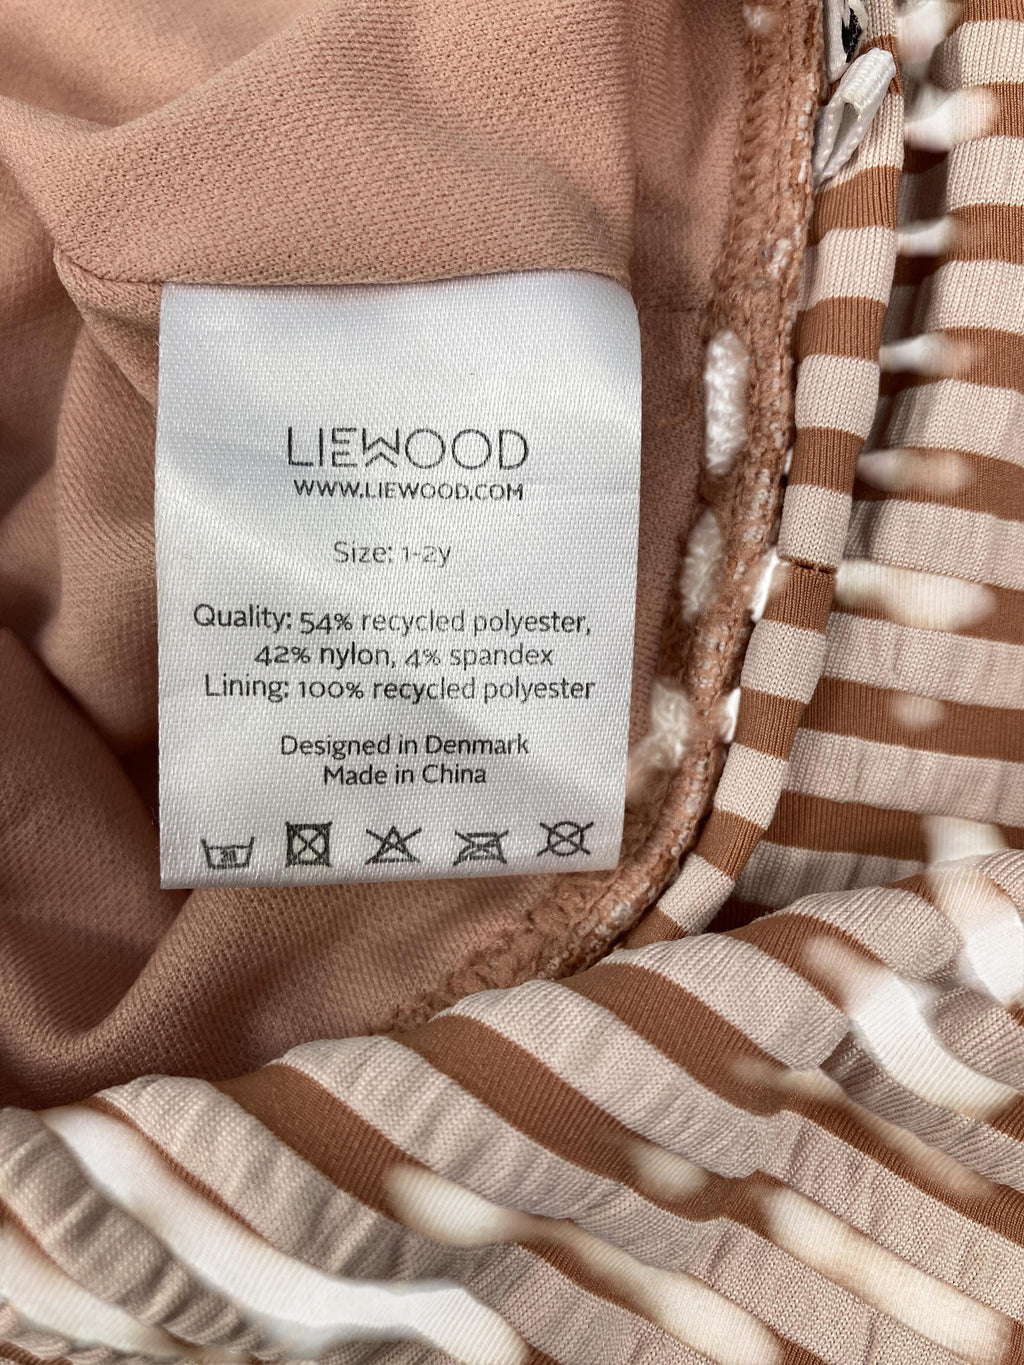 LIEWOOD
WWW.LIEWOOD.COM
Size: 1-2y
Quality: 54% recycled polyester,
42% nylon, 4% spandex
Lining: 100% recycled polyester
Designed in Denmark
Made in China
30